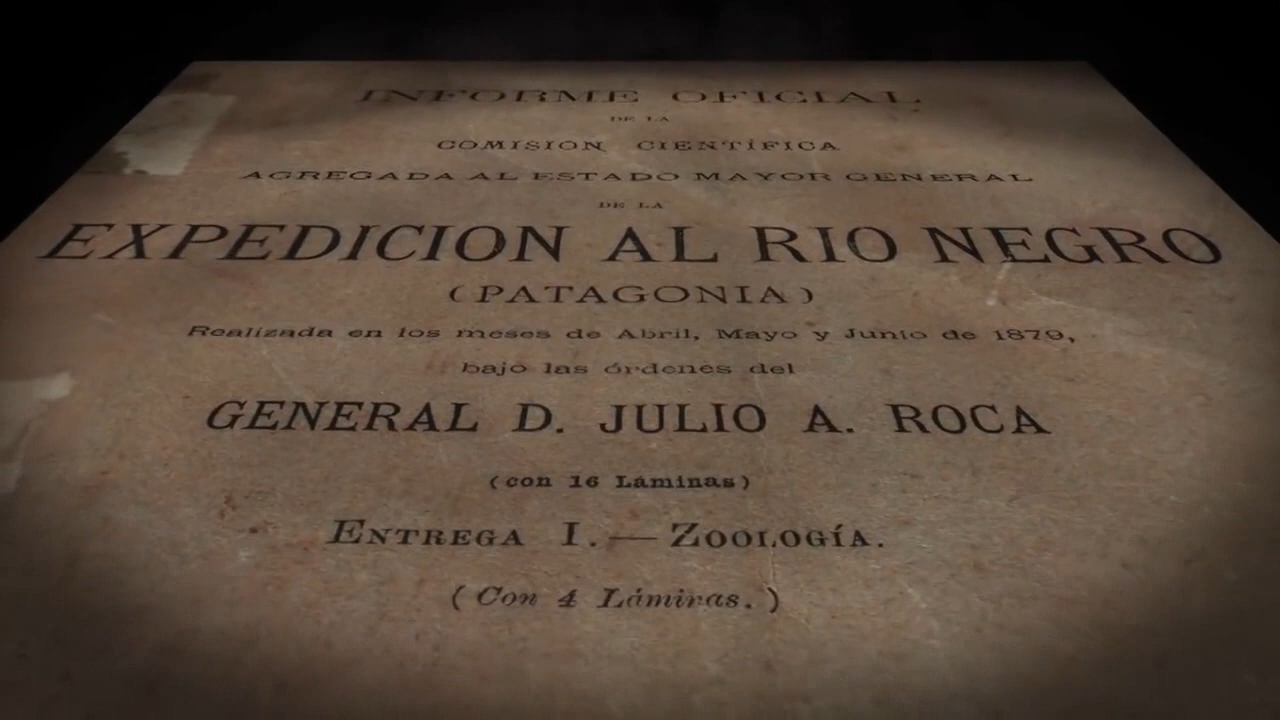 INFORME OFICIAL
DE LA
COMISION CIENTÍFICA
AGREGADA AL ESTADO MAYOR GENERAL
DE LA
EXPEDICION AL RIO NEGRO
(PATAGONIA)
Realizada en los meses de Abril, Mayo y Junio de 1879,
bajo las órdenes del
GENERAL D. JULIO A. ROCA
(con 16 Láminas)
ENTREGA I. — ZOOLOGÍA.
(Con 4 Láminas.)